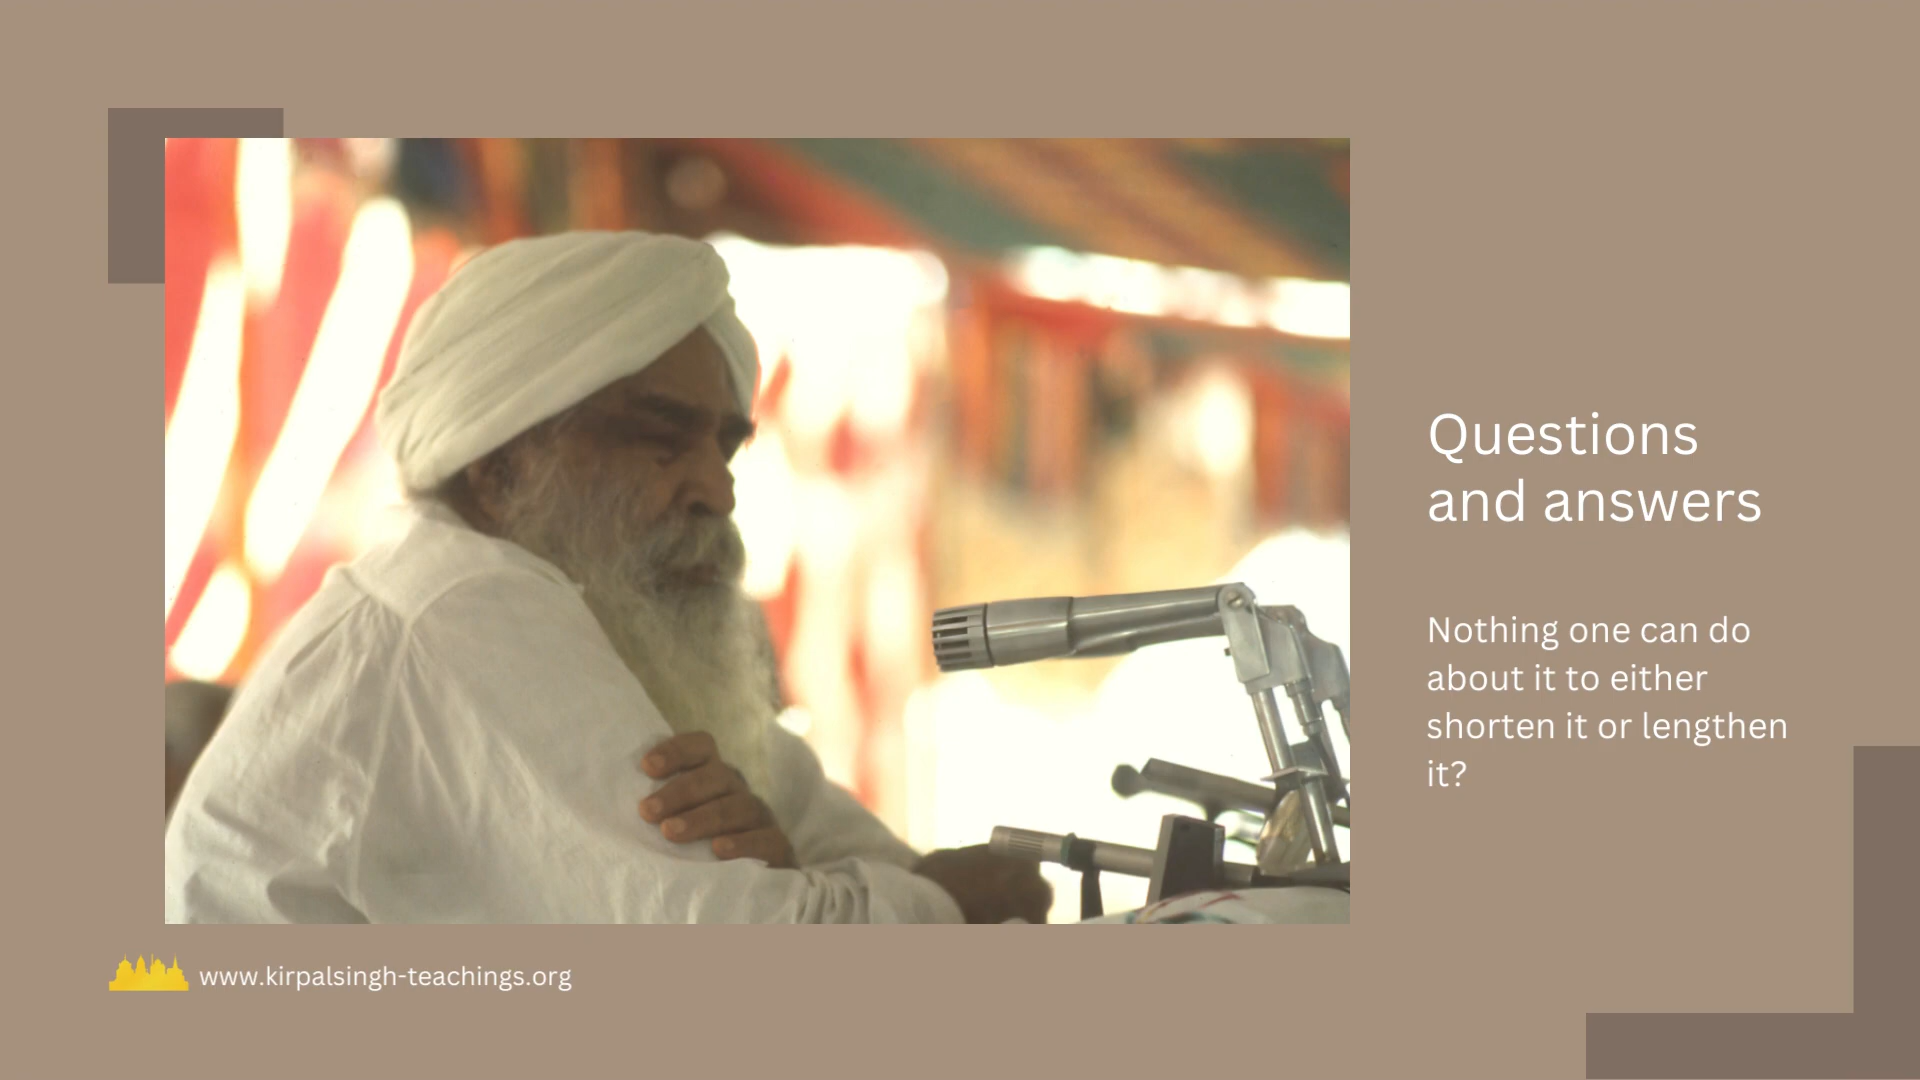 Questions
and answers
Nothing one can do
about it to either
shorten it or lengthen
it?
www.kirpalsingh-teachings.org